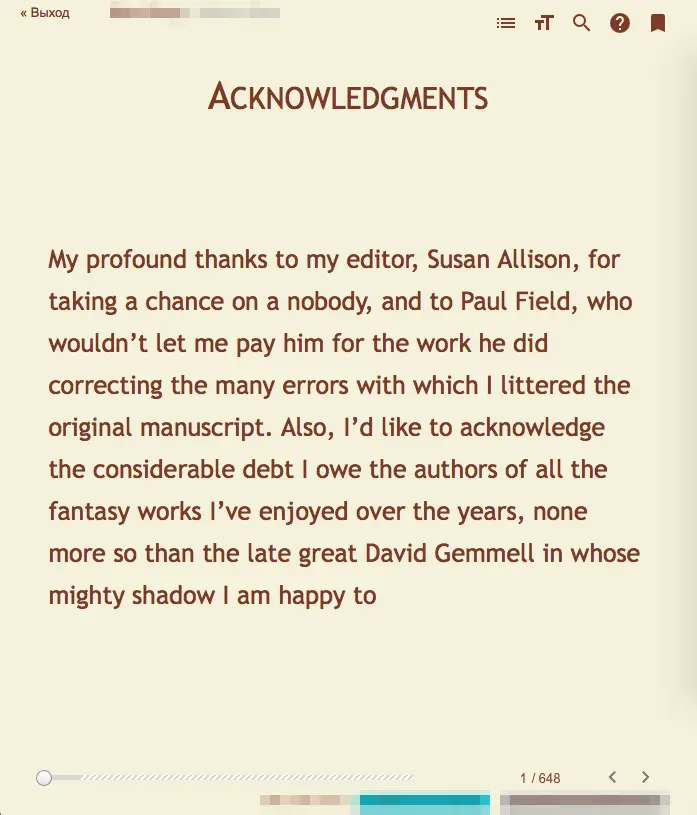 « Выход
ACKNOWLEDGMENTS
My profound thanks to my editor, Susan Allison, for
taking a chance on a nobody, and to Paul Field, who
wouldn’t let me pay him for the work he did
correcting the many errors with which I littered the
original manuscript. Also, I’d like to acknowledge
the considerable debt I owe the authors of all the
fantasy works I’ve enjoyed over the years, none
more so than the late great David Gemmell in whose
mighty shadow I am happy to
1 / 648